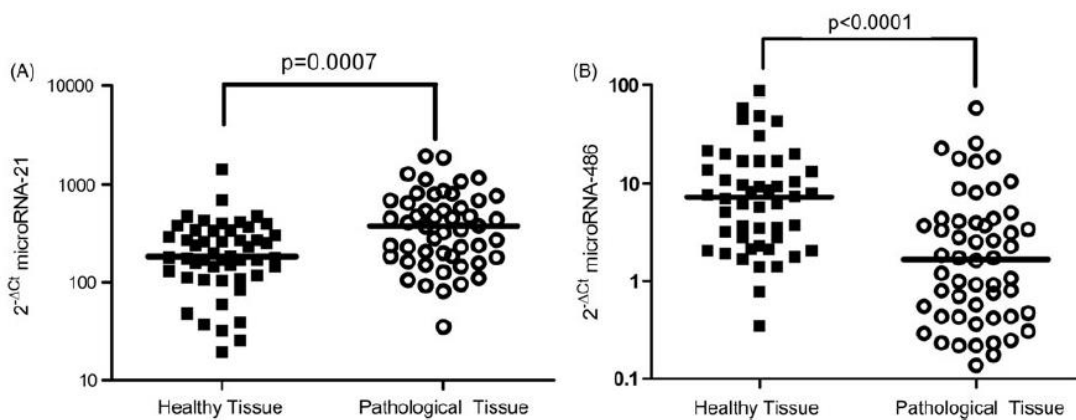 (A)
p=0.0007
2-ΔCt microRNA-21
10000
1000
100
10
Healthy Tissue
Pathological Tissue
(B)
p<0.0001
2-ΔCt microRNA-486
100
10
1
0.1
Healthy Tissue
Pathological Tissue